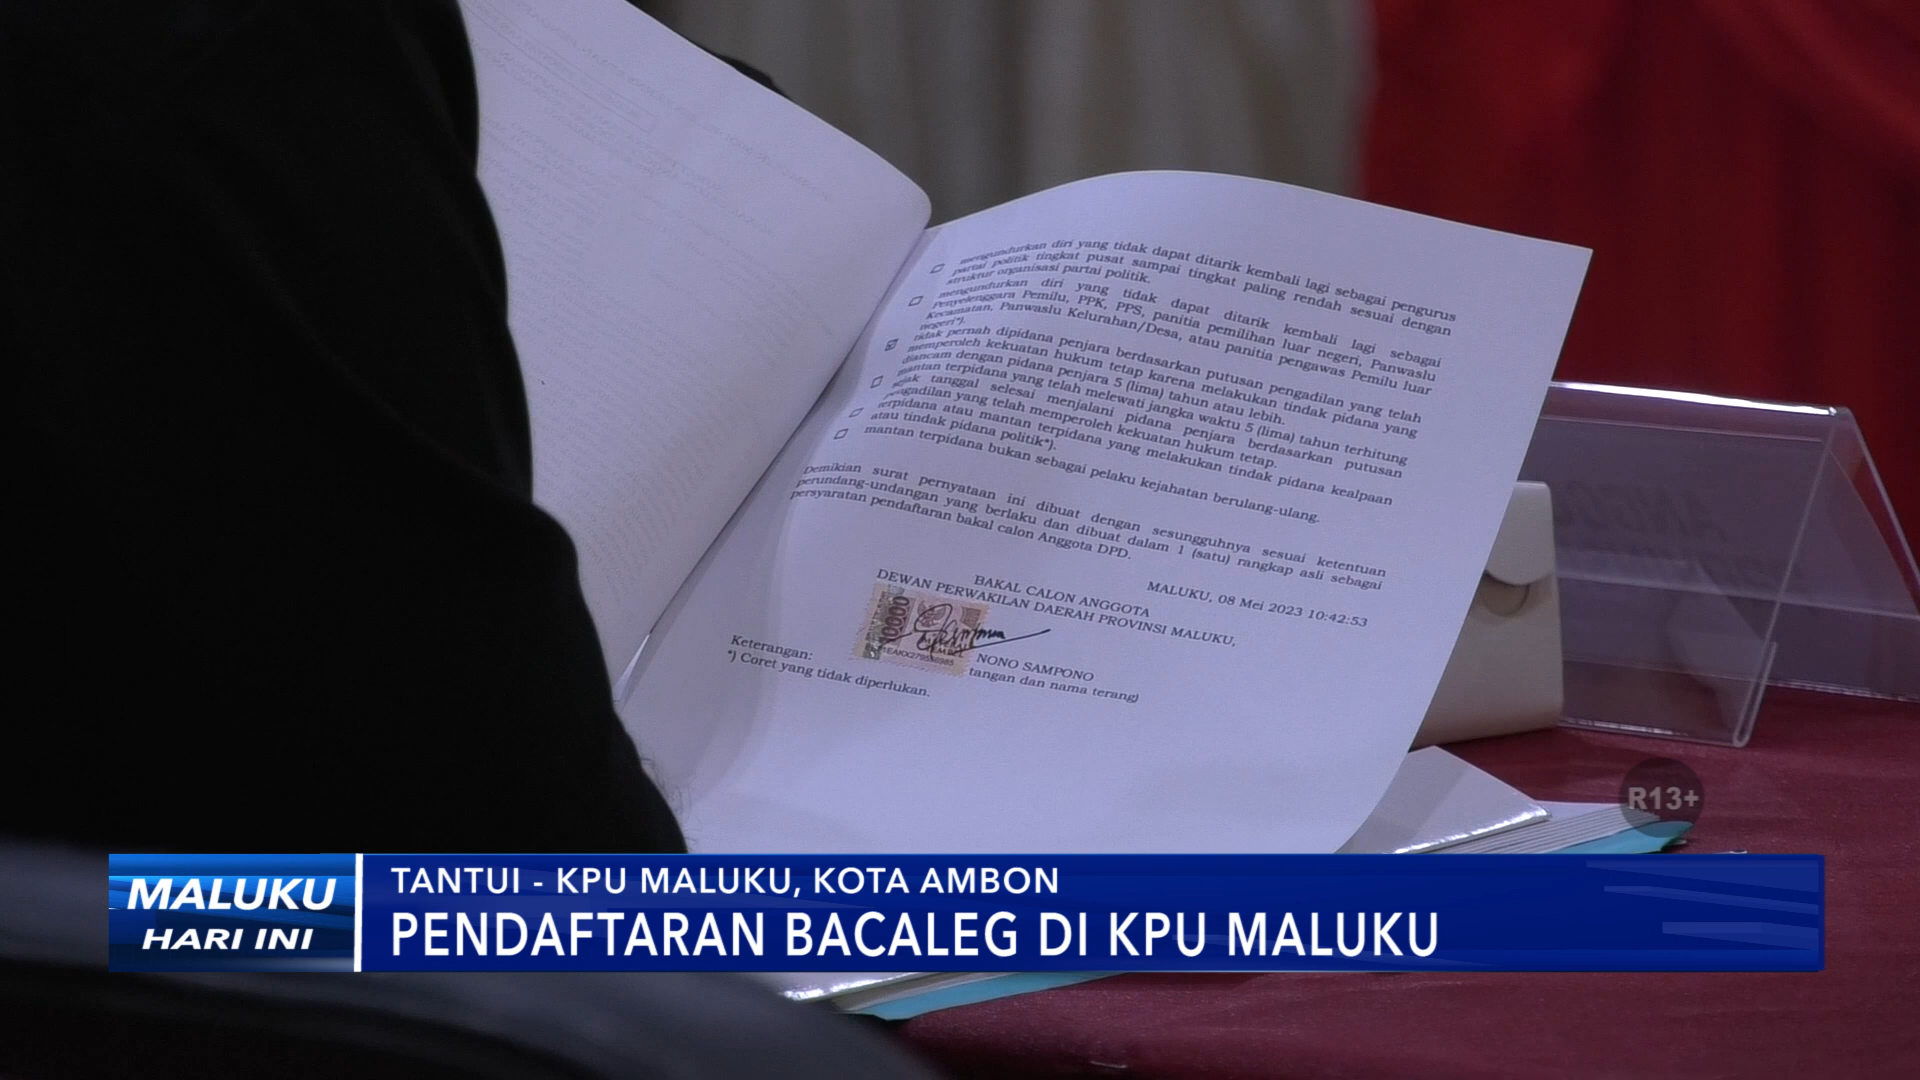 mengundurkan diri yang tidak dapat ditarik kembali lagi sebagai pengurus
partai politik tingkat pusat sampai tingkat paling rendah sesuai dengan
struktur organisasi partai politik.
mengundurkan diri yang tidak dapat ditarik kembali lagi sebagai
Penyelenggara Pemilu, PPK, PPS, panitia pemilihan luar negeri, Panwaslu
Kecamatan, Panwaslu Kelurahan/Desa, atau panitia pengawas Pemilu luar
negeri*).
tidak pernah dipidana penjara berdasarkan putusan pengadilan yang telah
memperoleh kekuatan hukum tetap karena melakukan tindak pidana yang
diancam dengan pidana penjara 5 (lima) tahun atau lebih.
mantan terpidana yang telah melewati jangka waktu 5 (lima) tahun terhitung
sejak tanggal selesai menjalani pidana penjara berdasarkan putusan
pengadilan yang telah memperoleh kekuatan hukum tetap.
terpidana atau mantan terpidana yang melakukan tindak pidana kealpaan
atau tindak pidana politik*).
mantan terpidana bukan sebagai pelaku kejahatan berulang-ulang.
Demikian surat pernyataan ini dibuat dengan sesungguhnya sesuai ketentuan
perundang-undangan yang berlaku dan dibuat dalam 1 (satu) rangkap asli sebagai
persyaratan pendaftaran bakal calon Anggota DPD.
MALUKU, 08 Mei 2023 10:42:53
BAKAL CALON ANGGOTA
DEWAN PERWAKILAN DAERAH PROVINSI MALUKU,
10000
NONO SAMPONO
tangan dan nama terang)
Keterangan:
*) Coret yang tidak diperlukan.
R13+
MALUKU
HARI INI
TANTUI - KPU MALUKU, KOTA AMBON
PENDAFTARAN BACALEG DI KPU MALUKU